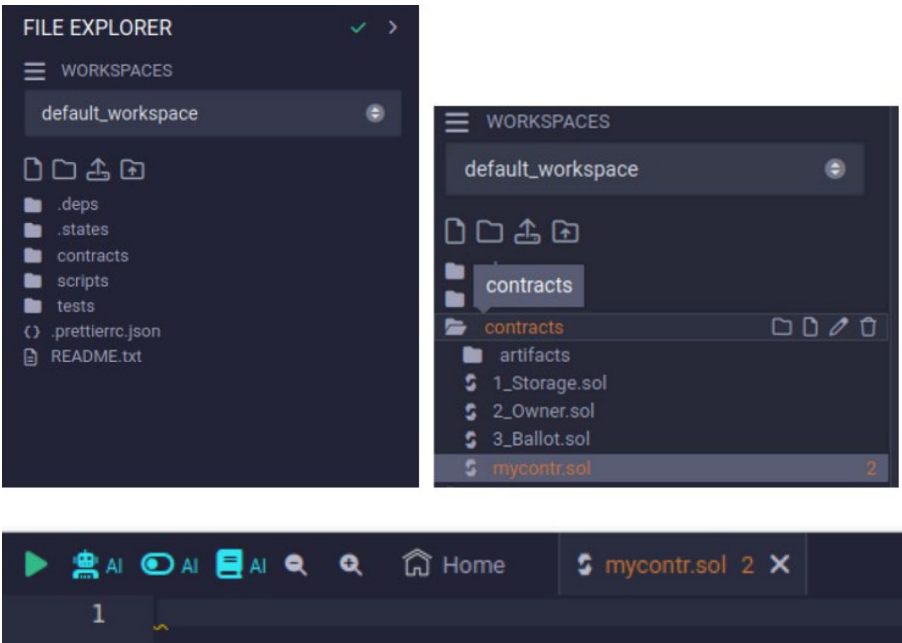 FILE EXPLORER
WORKSPACES
default_workspace
.deps
.states
contracts
scripts
tests
.prettierrc.json
README.txt
WORKSPACES
default_workspace
contracts
contracts
artifacts
1_Storage.sol
2_Owner.sol
3_Ballot.sol
mycontr.sol 2
AI AI AI Home mycontr.sol 2
1